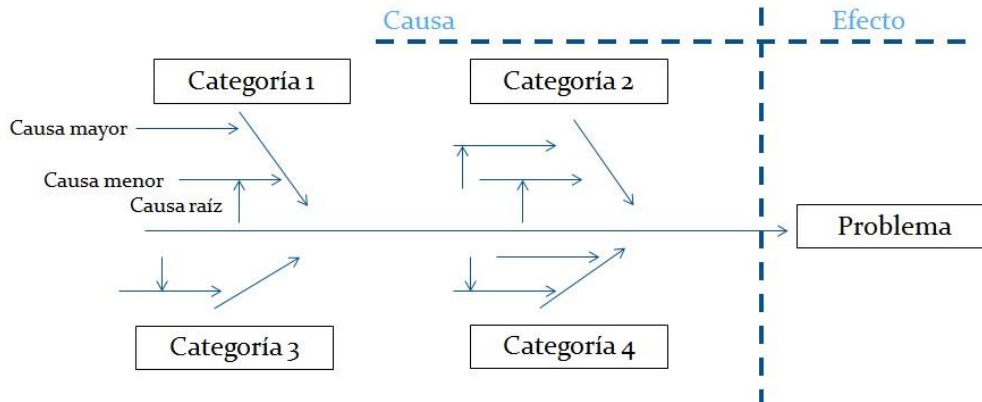 Causa
Efecto
Categoría 1
Categoría 2
Causa mayor
Causa menor
Causa raíz
Problema
Categoría 3
Categoría 4